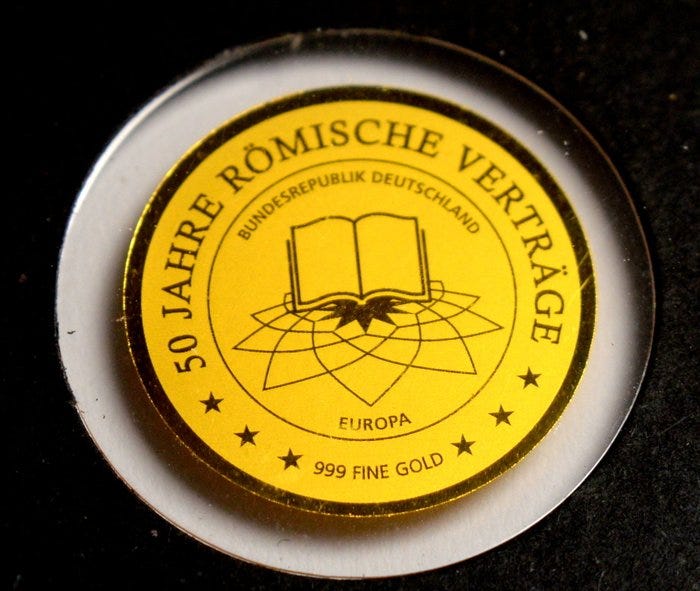 50 JAHRE RÖMISCHE VERTRÄGE
BUNDESREPUBLIK DEUTSCHLAND
EUROPA
999 FINE GOLD